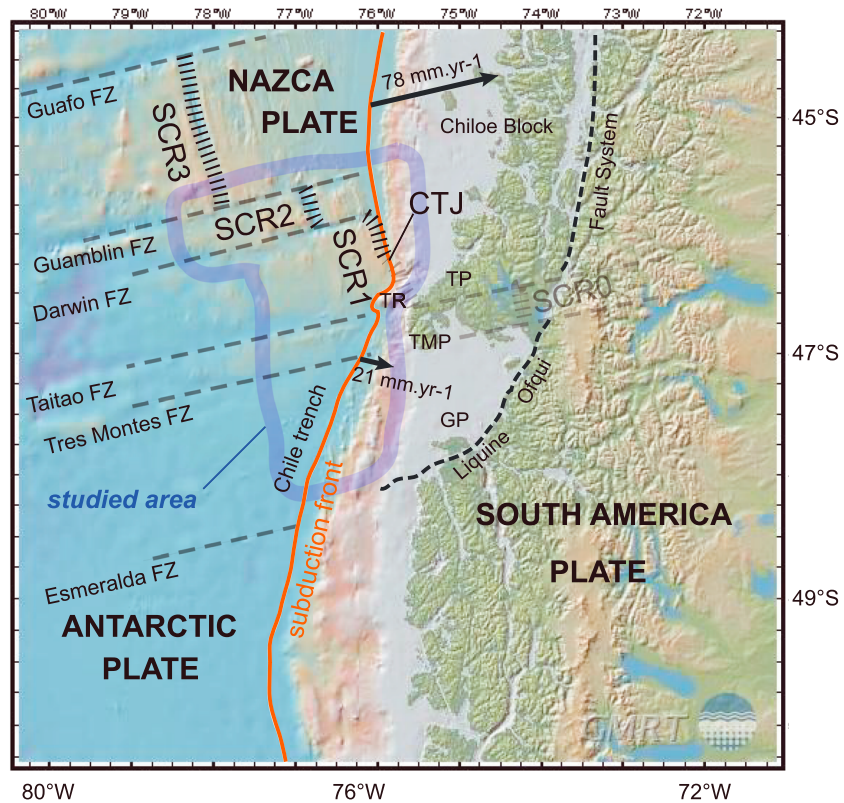 80°W 79°W 78°W 77°W 76°W 75°W 74°W 73°W 72°W
NAZCA
PLATE
78 mm.yr-1
Guafo FZ
SCR3
Chiloe Block
45°S
Fault System
SCR2
CTJ
Guamblin FZ
SCR1
TP
SCR0
Darwin FZ
TR
TMP
47°S
21 mm.yr-1
Taitao FZ
Tres Montes FZ
Ofqui
GP
Chile trench
Liquine
studied area
subduction front
SOUTH AMERICA
PLATE
Esmeralda FZ
49°S
ANTARCTIC
PLATE
GMRT
80°W 76°W 72°W